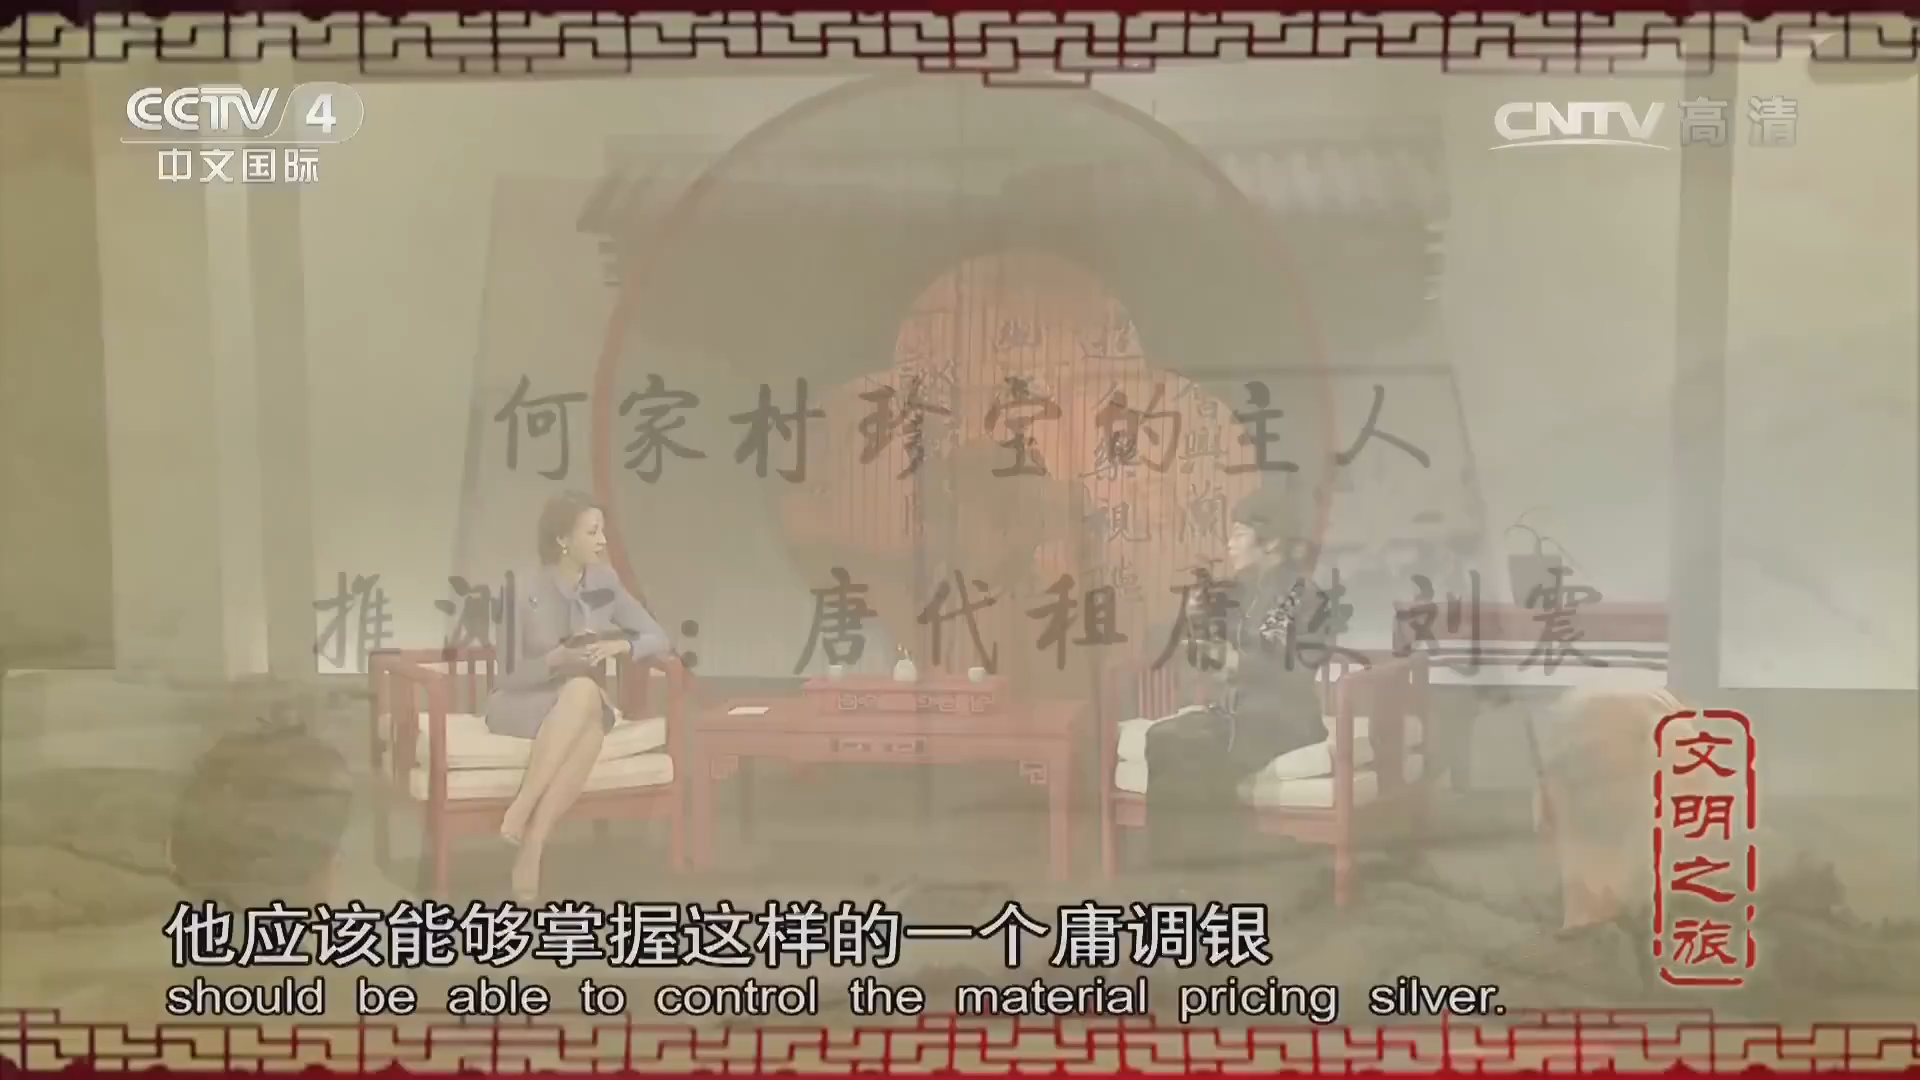 CCTV 4
中文国际
CNTV 高清
何家村珍宝的主人
推测二：唐代租庸使刘震
文明之旅
他应该能够掌握这样的一个庸调银
should be able to control the material pricing silver.